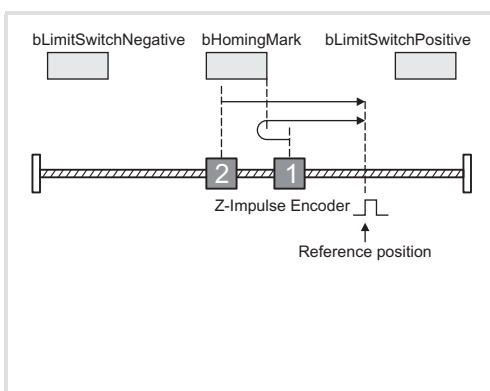 bLimitSwitchNegative bHomingMark bLimitSwitchPositive
2 1
Z-Impulse Encoder
Reference position